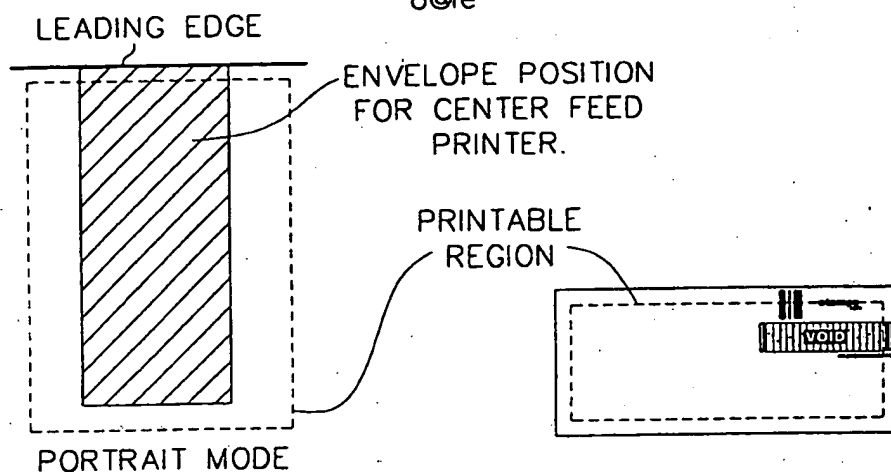 LEADING EDGE
ENVELOPE POSITION
FOR CENTER FEED
PRINTER.
PRINTABLE
REGION
VOID
PORTRAIT MODE